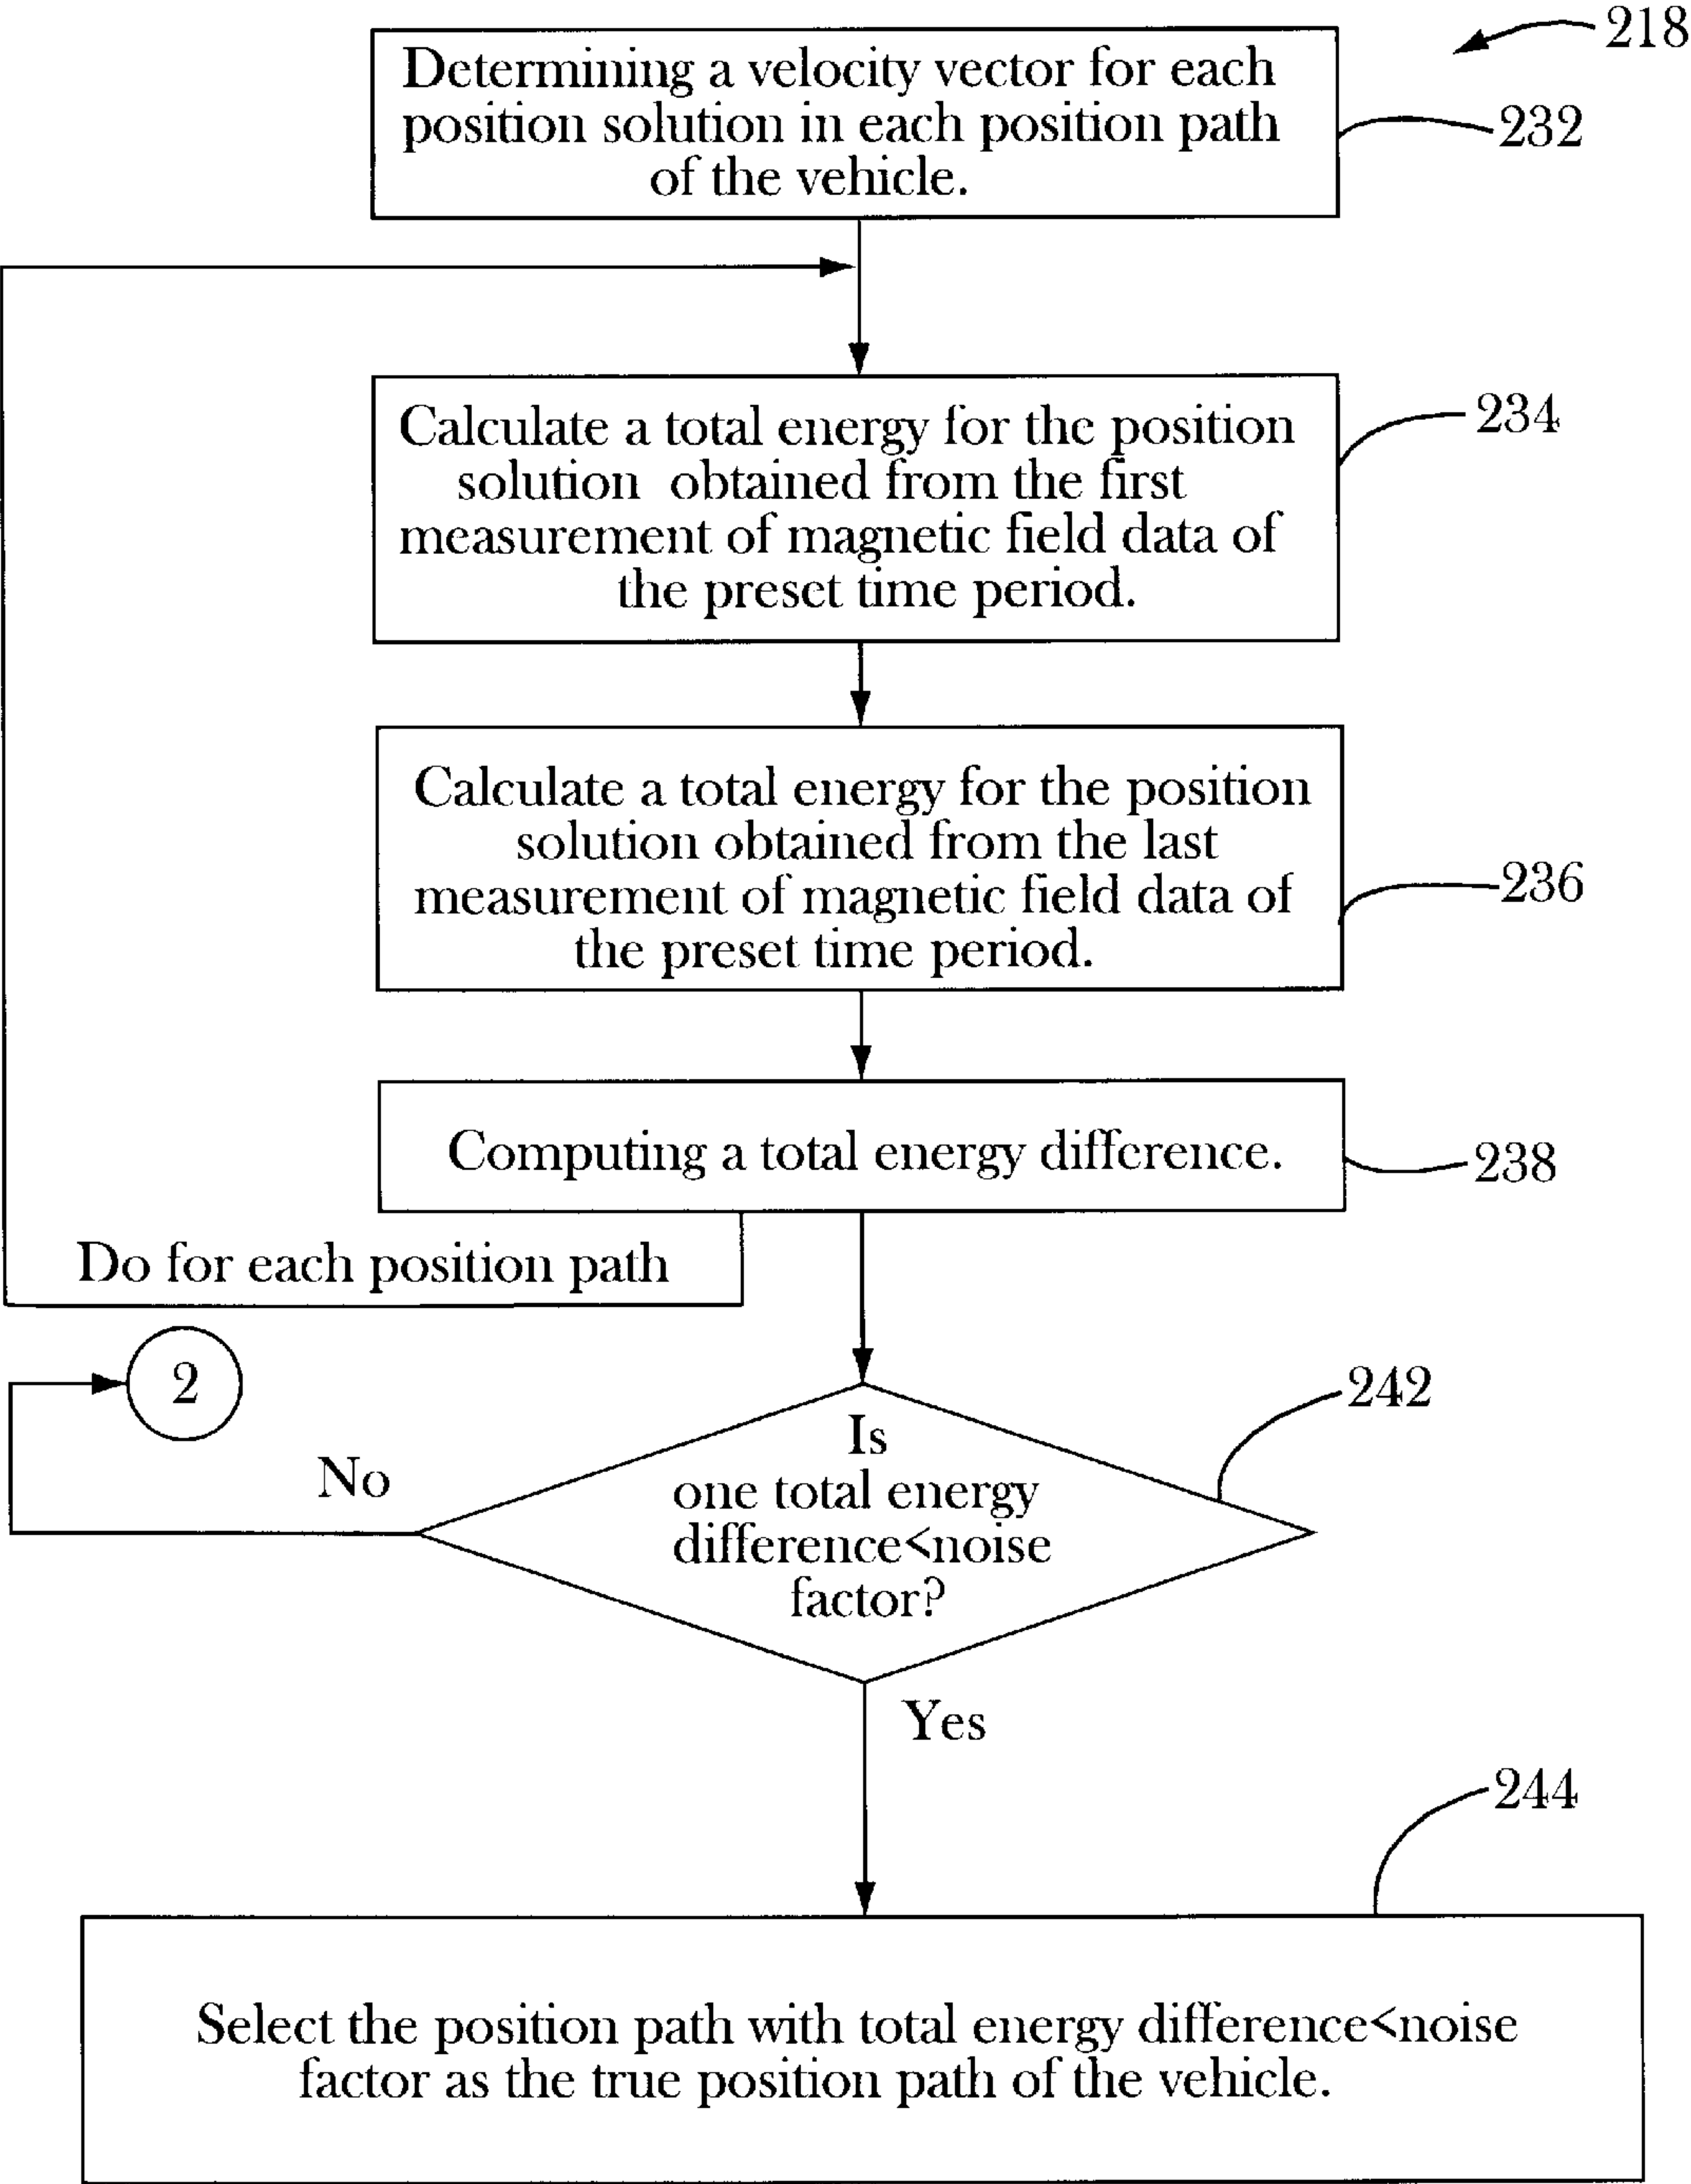 218
Determining a velocity vector for each
position solution in each position path
of the vehicle.
232
Calculate a total energy for the position
solution obtained from the first
measurement of magnetic field data of
the preset time period.
234
Calculate a total energy for the position
solution obtained from the last
measurement of magnetic field data of
the preset time period.
236
Computing a total energy difference.
238
Do for each position path
2
No
Is
one total energy
difference<noise
factor?
242
Yes
244
Select the position path with total energy difference<noise
factor as the true position path of the vehicle.